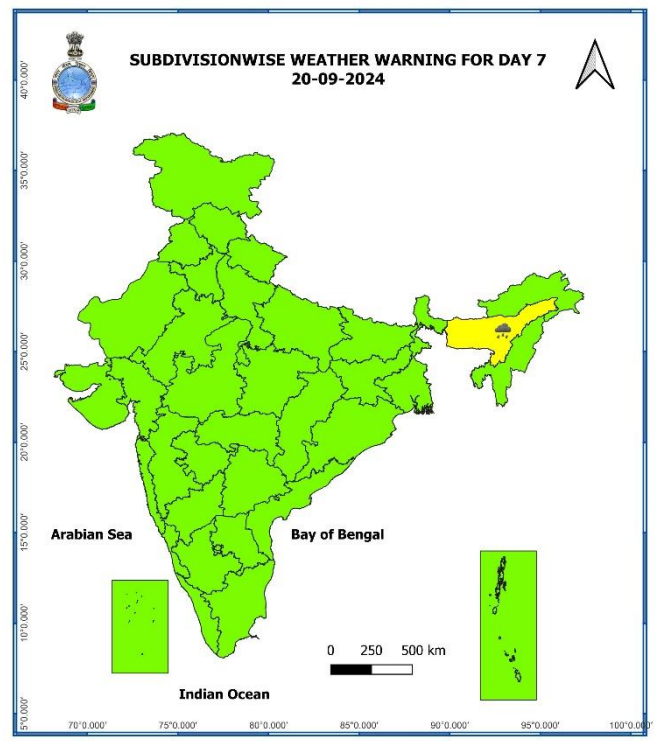 SUBDIVISIONWISE WEATHER WARNING FOR DAY 7
20-09-2024
40°0.000'
35°0.000'
30°0.000'
25°0.000'
20°0.000'
15°0.000'
10°0.000'
5°0.000'
Arabian Sea
Bay of Bengal
0 250 500 km
Indian Ocean
70°0.000' 75°0.000' 80°0.000' 85°0.000' 90°0.000' 95°0.000' 100°0.000'